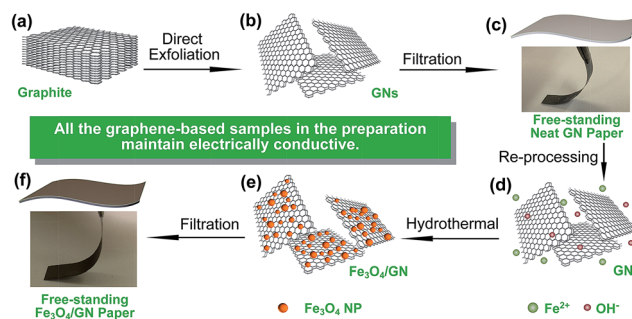 (a)
Direct
Exfoliation
(b)
Filtration
(c)
Graphite
GNs
Free-standing
Neat GN Paper
All the graphene-based samples in the preparation
maintain electrically conductive.
Re-processing
(f)
(e)
(d)
Filtration
Hydrothermal
Fe₃O₄/GN
GN
Free-standing
Fe₃O₄/GN Paper
Fe₃O₄ NP
Fe²⁺
OH⁻